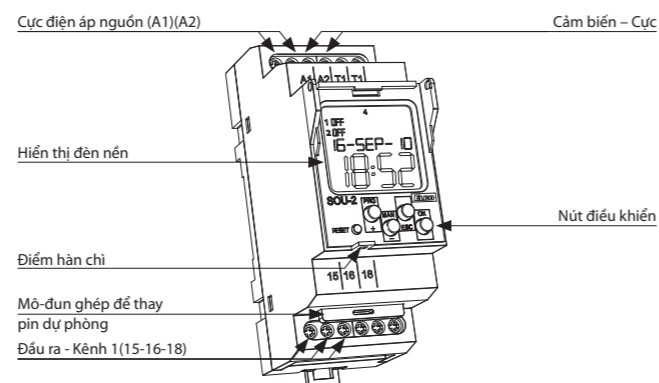 Cực điện áp nguồn (A1)(A2)
Cảm biến – Cực
A1 A2 T1 T1
4
1 OFF
2 OFF
16-SEP-10
18:52
Hiển thị đèn nền
SOU-2
PRG
MAN
OK
RESET
+
-
ESC
Nút điều khiển
Điểm hàn chì
15 16 18
Mô-đun ghép để thay
pin dự phòng
Đầu ra - Kênh 1(15-16-18)